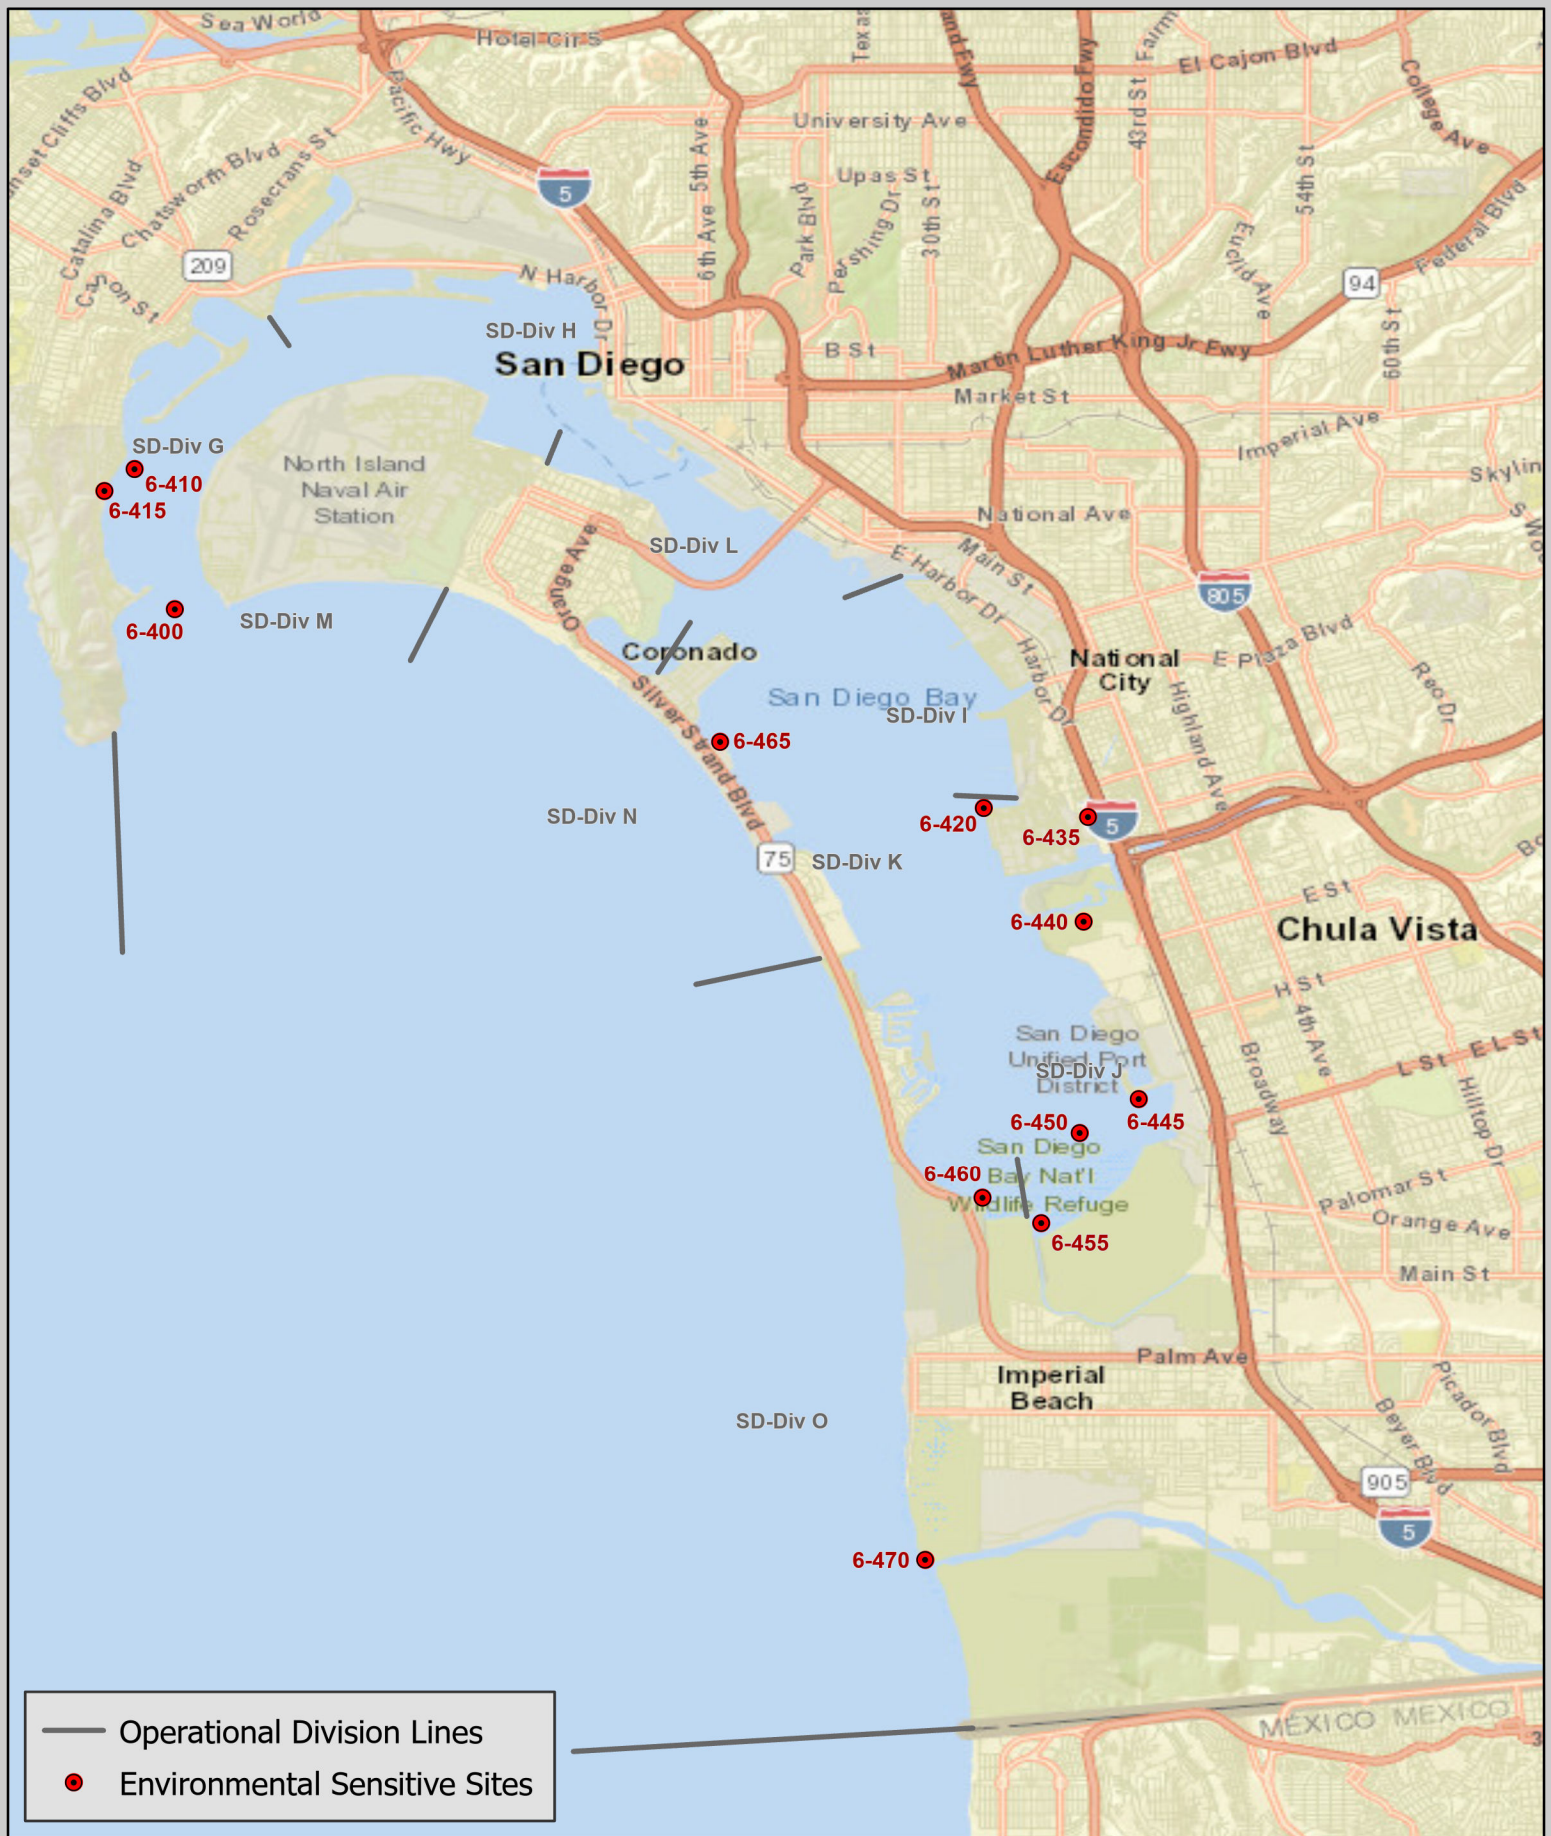 Sea World
Hotel Cir S
Texas
El Cajon Blvd
43rd St
College Ave
Pacific Hwy
University Ave
Escondido Fwy
6th Ave
5th Ave
Upas St
54th St
Catalina Blvd
Chatsworth Blvd
Rosecrans St
5
Park Blvd
Pershing Dr
30th St
Euclid Ave
Federal Blvd
209
94
Cañon St
N Harbor Dr
SD-Div H
San Diego
B St
Martin Luther King Jr Fwy
60th St
Market St
Imperial Ave
SD-Div G
6-410
6-415
North Island
Naval Air
Station
National Ave
SD-Div L
Orange Ave
E Harbor Dr
Main St
805
6-400
SD-Div M
Coronado
National
City
E Plaza Blvd
Harbor Dr
Highland Ave
Reo Dr
San Diego Bay
SD-Div I
Silver Strand Blvd
6-465
SD-Div N
6-420
6-435
5
75
SD-Div K
E St
6-440
Chula Vista
H St
4th Ave
San Diego
Unified Port
District
SD-Div J
Broadway
L St
E L St
Hilltop Dr
6-450
6-445
San Diego
Bay Nat'l
Wildlife Refuge
6-460
6-455
Palomar St
Orange Ave
Main St
Palm Ave
Imperial
Beach
Picador Blvd
Beyer Blvd
SD-Div O
905
5
6-470
MÉXICO MEXICO
Operational Division Lines
Environmental Sensitive Sites